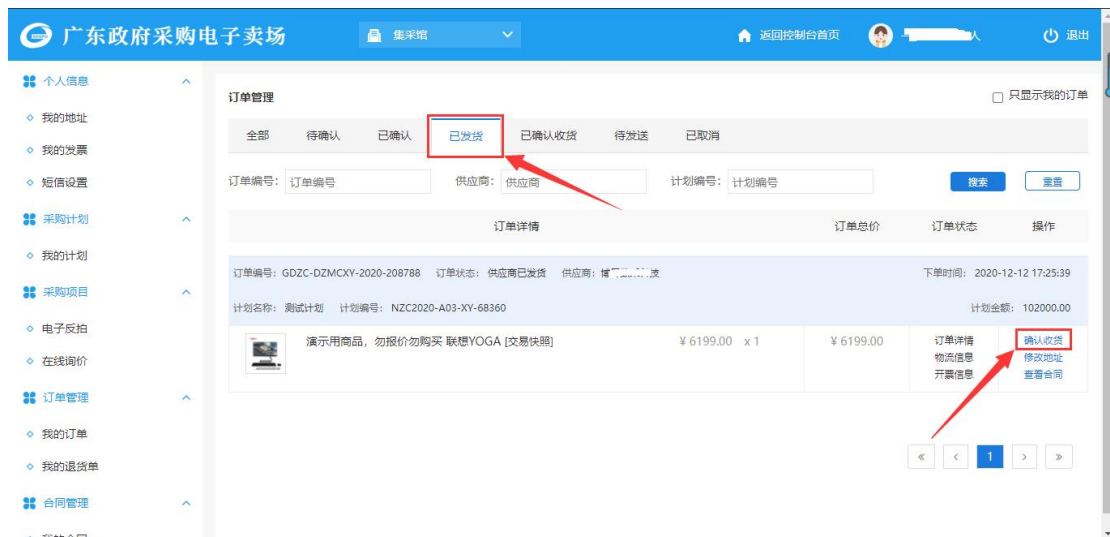 广东政府采购电子卖场
集采馆
返回控制台首页
人
退出
个人信息
我的地址
我的发票
短信设置
采购计划
我的计划
采购项目
电子反拍
在线询价
订单管理
我的订单
我的退货单
合同管理
订单管理
只显示我的订单
全部 待确认 已确认 已发货 已确认收货 待发送 已取消
订单编号： 订单编号 供应商： 供应商 计划编号： 计划编号 搜索 重置
订单详情 订单总价 订单状态 操作
订单编号： GDZC-DZMCXY-2020-208788 订单状态： 供应商已发货 供应商： 下单时间： 2020-12-12 17:25:39
计划名称： 测试计划 计划编号： NZC2020-A03-XY-68360 计划金额： 102000.00
演示用商品，勿报价勿购买 联想YOGA [交易快照] ¥ 6199.00 x 1 ¥ 6199.00 订单详情 确认收货
物流信息 修改地址
开票信息 查看合同
« < 1 > »